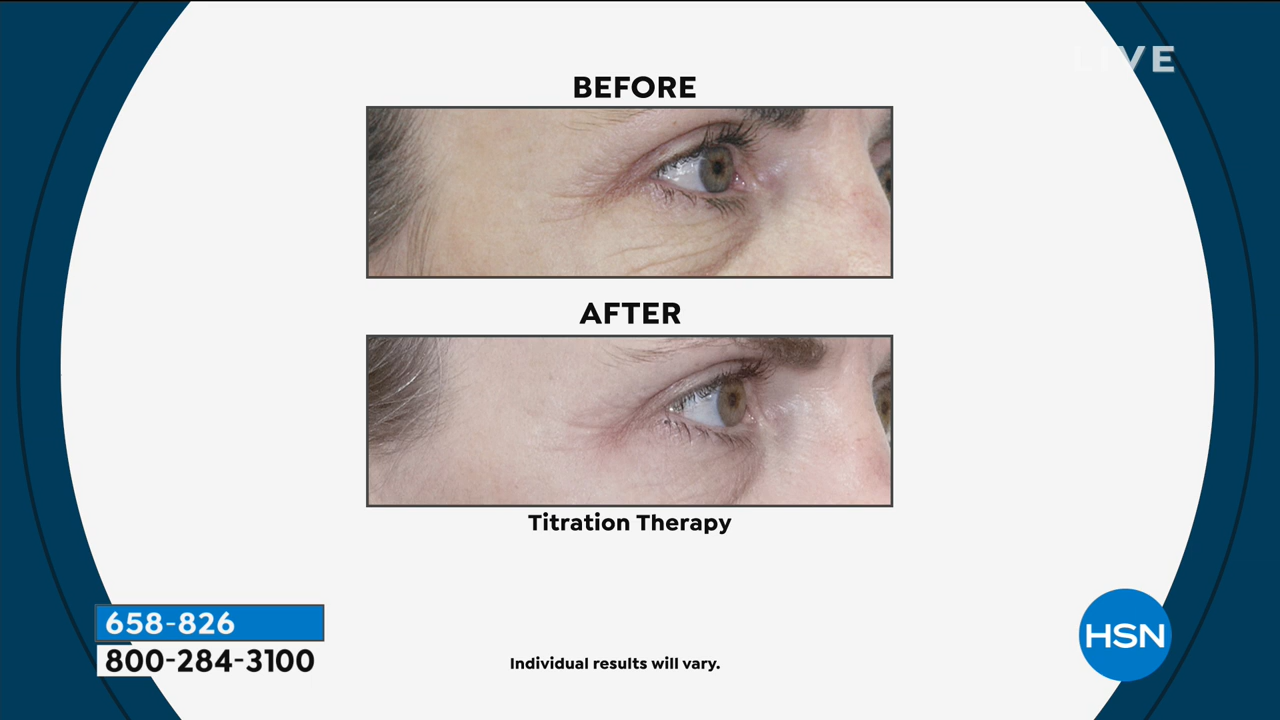 LIVE
BEFORE
AFTER
Titration Therapy
658-826
800-284-3100
Individual results will vary.
HSN